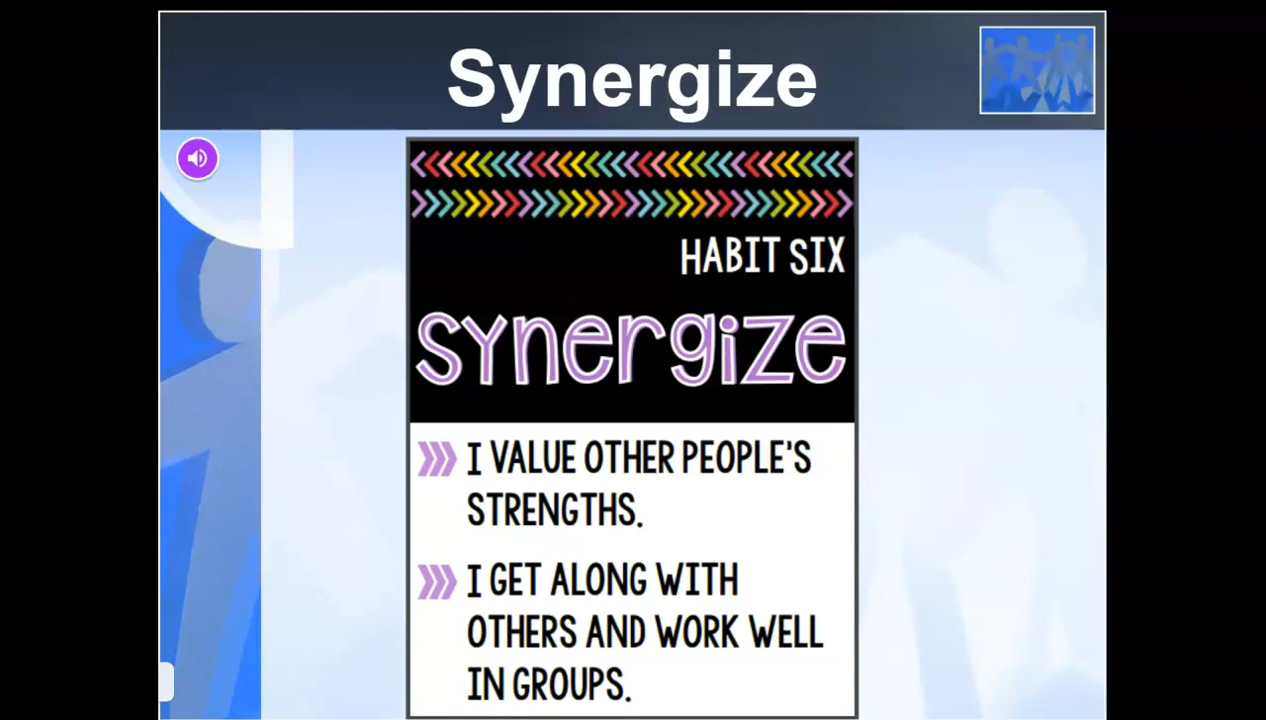 Synergize
HABIT SIX
synergize
I VALUE OTHER PEOPLE'S
STRENGTHS.
I GET ALONG WITH
OTHERS AND WORK WELL
IN GROUPS.